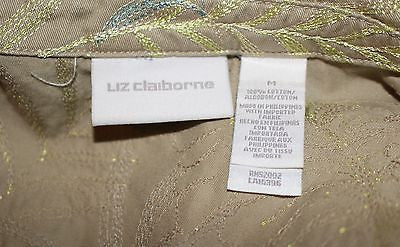 LIZ claiborne
M
100% COTTON/
ALGODON/COTON
MADE IN PHILIPPINES
WITH IMPORTED
FABRIC
HECHO EN FILIPINAS
CON TELA
IMPORTADA
FABRIQUE AUX
PHILIPPINES
AVEC DU TISSU
IMPORTE
RN52002
CA10396